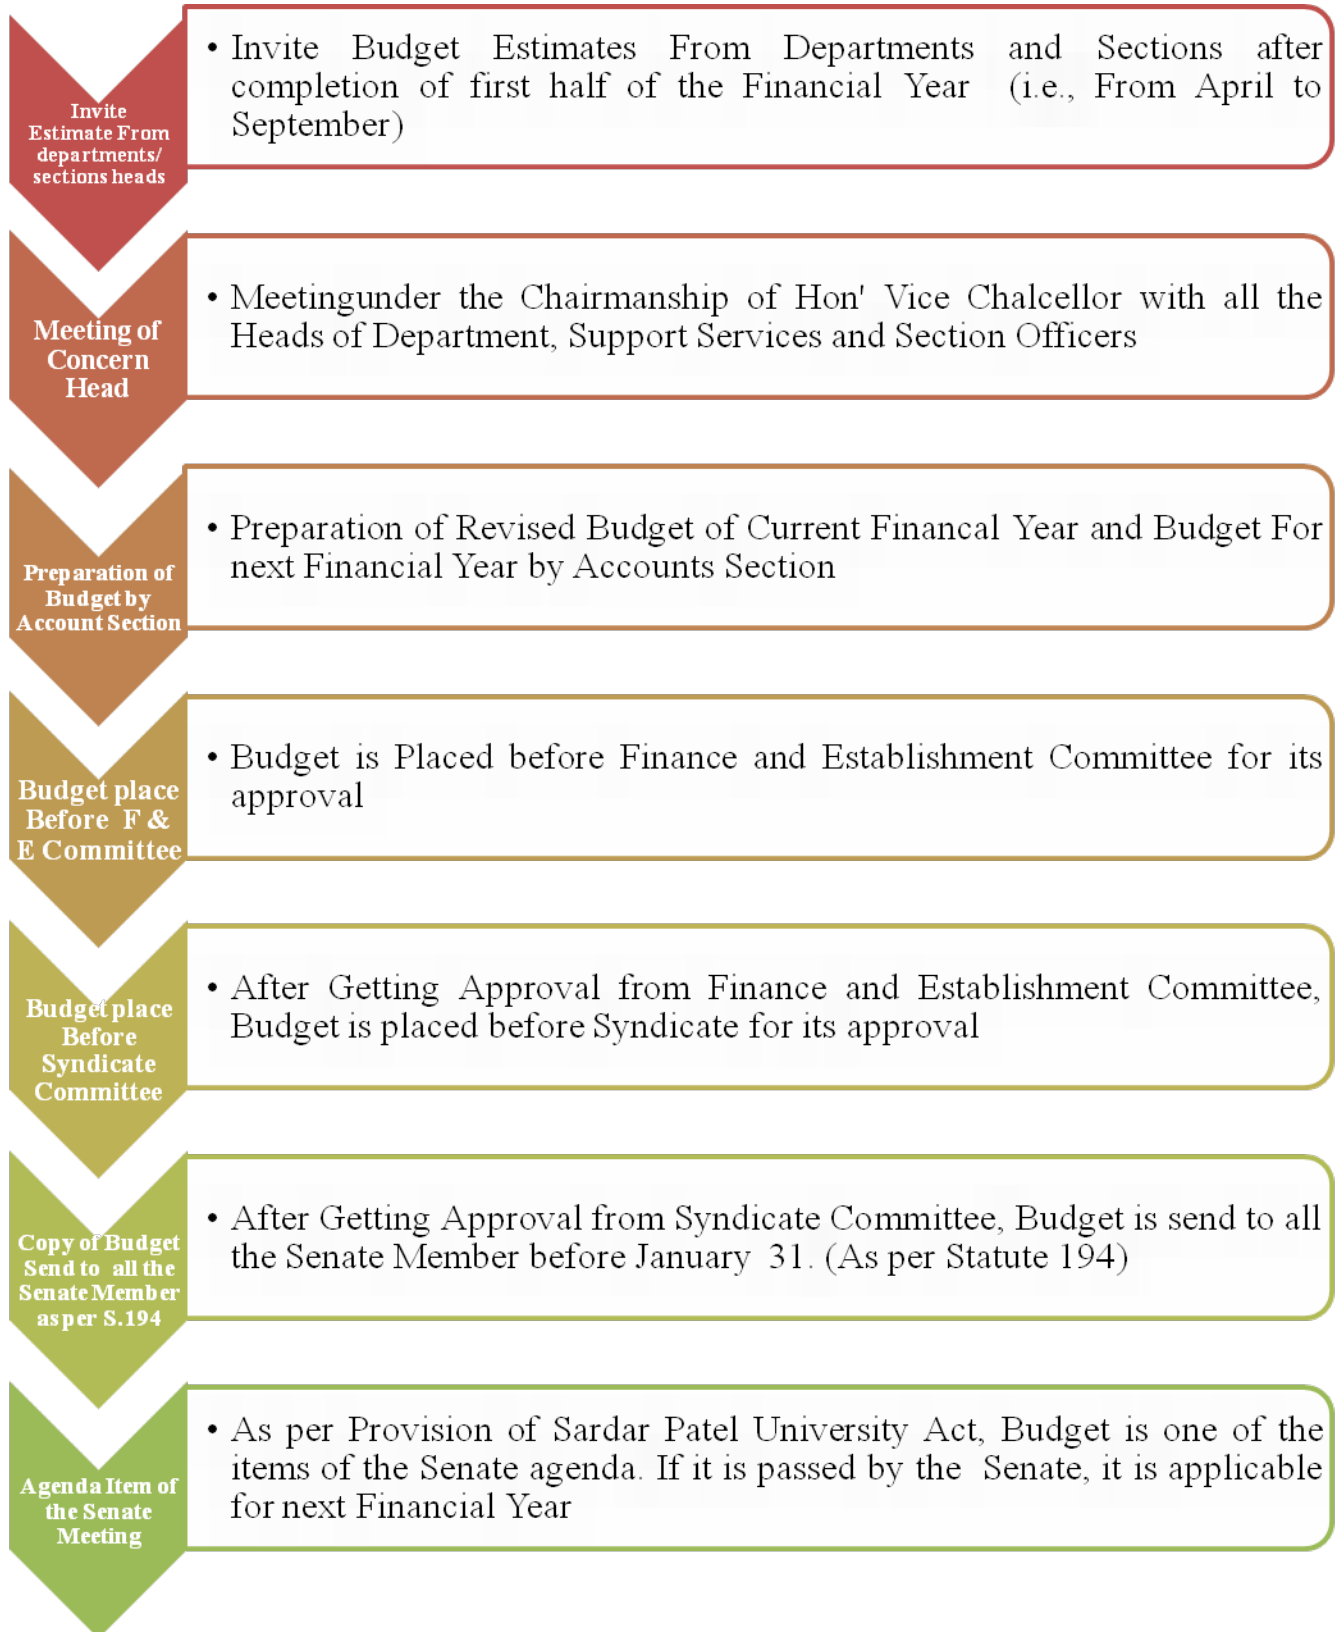 Invite
Estimate From
departments/
sections heads
• Invite Budget Estimates From Departments and Sections after
completion of first half of the Financial Year (i.e., From April to
September)
Meeting of
Concern
Head
• Meetingunder the Chairmanship of Hon' Vice Chalcellor with all the
Heads of Department, Support Services and Section Officers
Preparation of
Budget by
Account Section
• Preparation of Revised Budget of Current Financal Year and Budget For
next Financial Year by Accounts Section
Budget place
Before F &
E Committee
• Budget is Placed before Finance and Establishment Committee for its
approval
Budget place
Before
Syndicate
Committee
• After Getting Approval from Finance and Establishment Committee,
Budget is placed before Syndicate for its approval
Copy of Budget
Send to all the
Senate Member
as per S.194
• After Getting Approval from Syndicate Committee, Budget is send to all
the Senate Member before January 31. (As per Statute 194)
Agenda Item of
the Senate
Meeting
• As per Provision of Sardar Patel University Act, Budget is one of the
items of the Senate agenda. If it is passed by the Senate, it is applicable
for next Financial Year